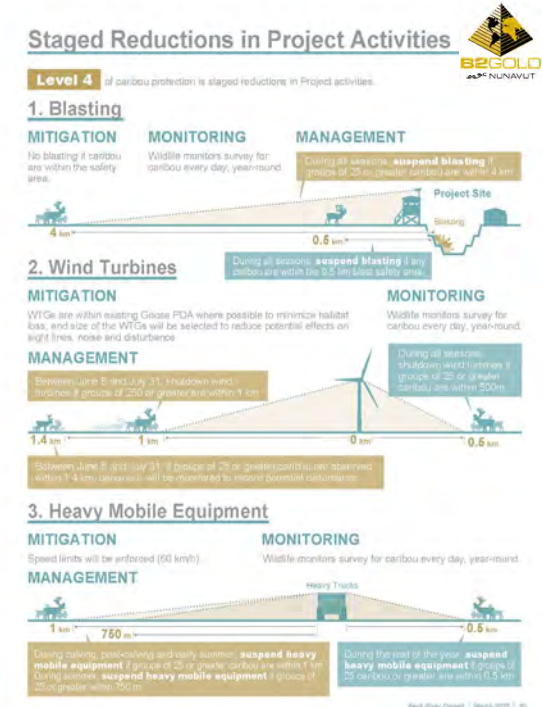 Staged Reductions in Project Activities
B2GOLD
NUNAVUT
Level 4 of caribou protection is staged reductions in Project activities.
1. Blasting
MITIGATION
No blasting if caribou
are within the safety
area.
MONITORING
Wildlife monitors survey for
caribou every day, year-round.
MANAGEMENT
During all seasons, suspend blasting if
groups of 25 or greater caribou are within 4 km
Project Site
Blasting
4 km
0.5 km
During all seasons, suspend blasting if any
caribou are within the 0.5 km blast safety area.
2. Wind Turbines
MITIGATION
WTGs are within existing Goose PDA where possible to minimize habitat
loss, and size of the WTGs will be selected to reduce potential effects on
sight lines, noise and disturbance.
MONITORING
Wildlife monitors survey for
caribou every day, year-round.
MANAGEMENT
Between June 5 and July 31, shutdown wind
turbines if groups of 250 or greater are within 1 km
During all seasons,
shutdown wind turbines if
groups of 25 or greater
caribou are within 500m.
1.4 km
1 km
0 km
0.5 km
Between June 5 and July 31, if groups of 25 or greater caribou are observed
within 1.4 km, behaviour will be monitored to record potential disturbance.
3. Heavy Mobile Equipment
MITIGATION
Speed limits will be enforced (60 km/h).
MONITORING
Wildlife monitors survey for caribou every day, year-round.
MANAGEMENT
Heavy Trucks
1 km
750 m
0.5 km
During calving, post-calving and early summer, suspend heavy
mobile equipment if groups of 25 or greater caribou are within 1 km
During summer, suspend heavy mobile equipment if groups of
25 or greater within 750 m
During the rest of the year, suspend
heavy mobile equipment if groups of
25 caribou or greater are within 0.5 km